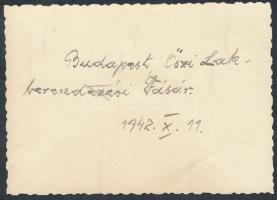 Budapest, Őszi Lak-
berendezési Vásár.
1942. X. 11.